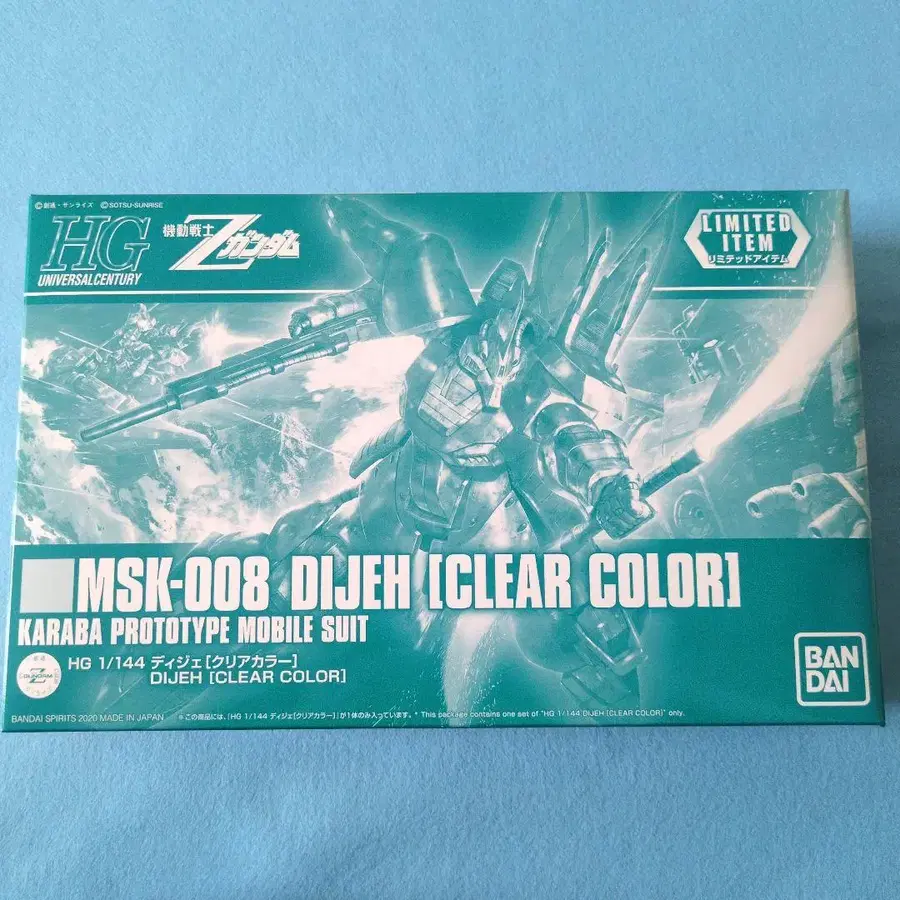 ©創通・サンライズ ©SOTSU・SUNRISE
HG
UNIVERSAL CENTURY
機動戦士
Zガンダム
LIMITED
ITEM
リミテッドアイテム
MSK-008 DIJEH [CLEAR COLOR]
KARABA PROTOTYPE MOBILE SUIT
HG 1/144 ディジェ[クリアカラー]
DIJEH [CLEAR COLOR]
創通
Z
GUNDAM
BANDAI SPIRITS 2020 MADE IN JAPAN
※この商品には、「HG 1/144 ディジェ[クリアカラー]」が1体のみ入っています。 * This package contains one set of "HG 1/144 DIJEH [CLEAR COLOR]" only.
BAN
DAI